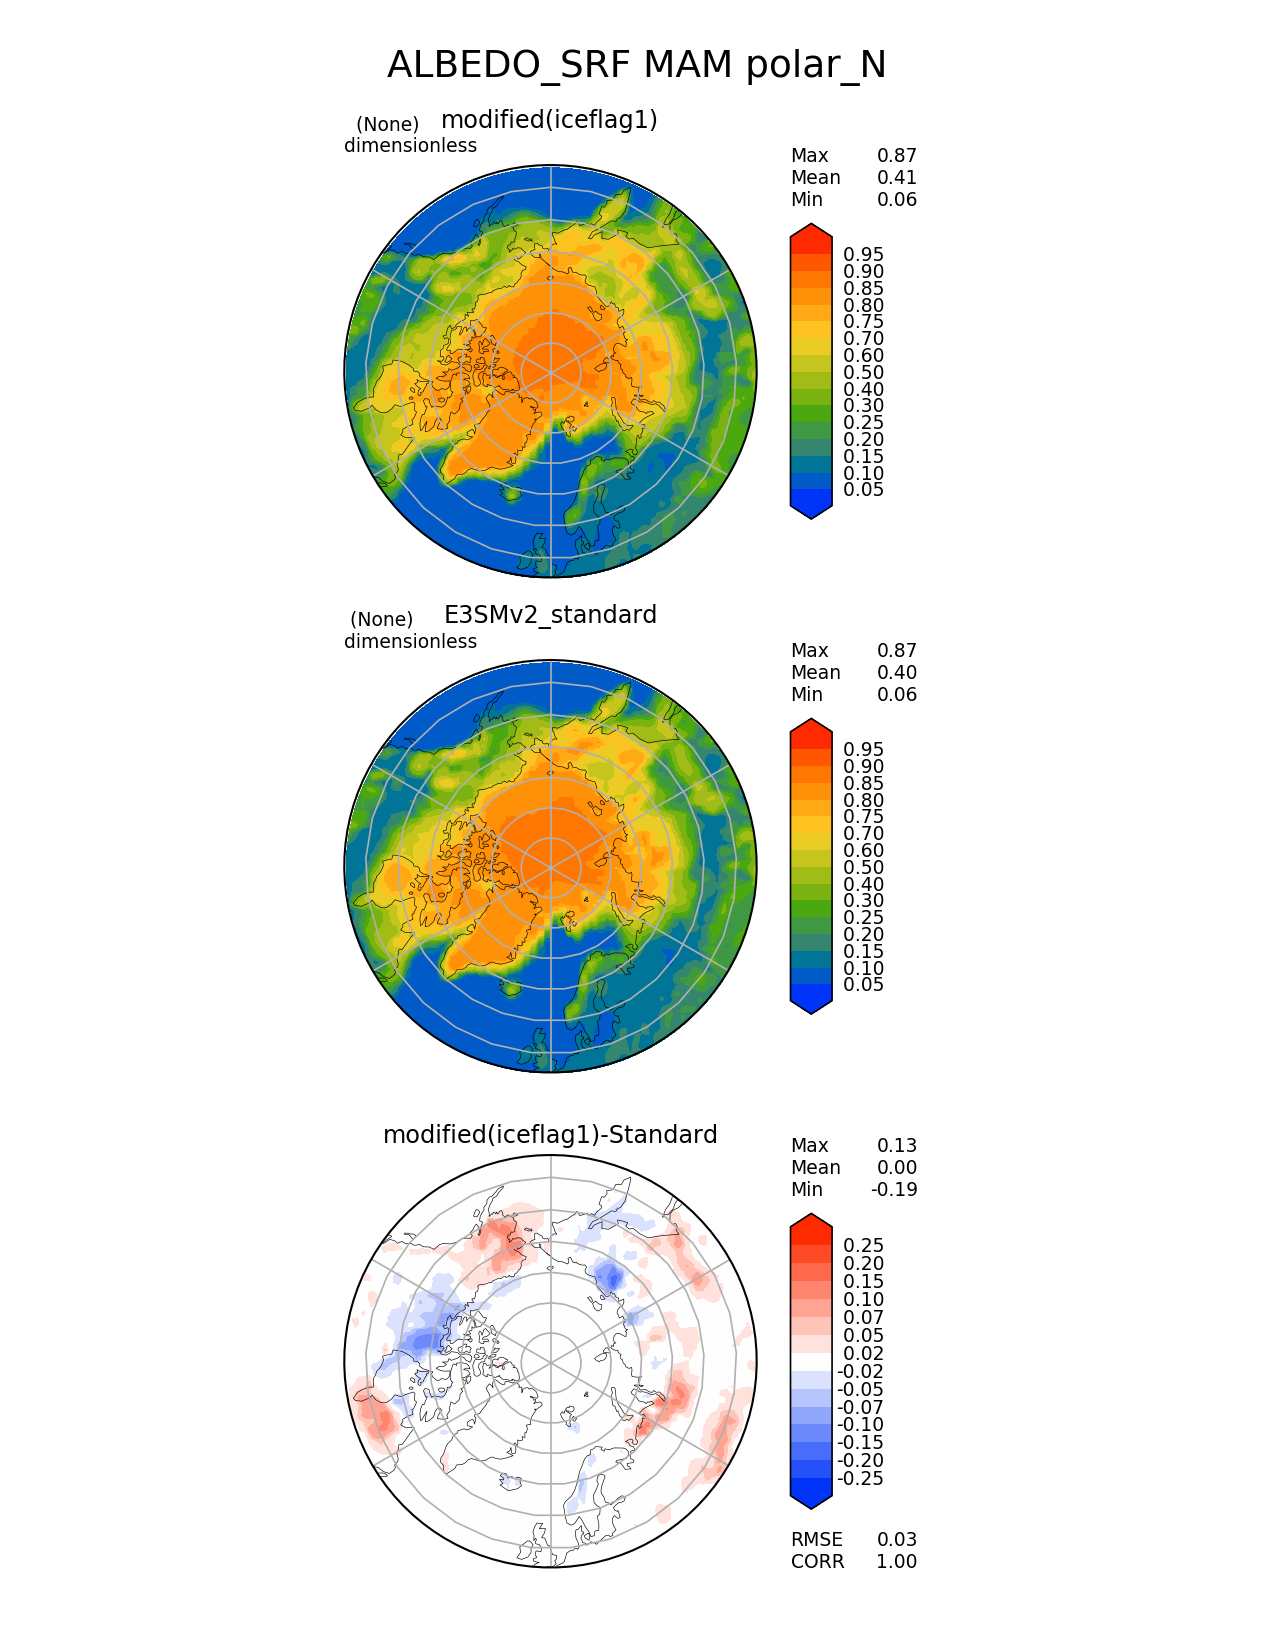 ALBEDO_SRF MAM polar_N
(None) modified(iceflag1)
dimensionless
Max 0.87
Mean 0.41
Min 0.06
0.95
0.90
0.85
0.80
0.75
0.70
0.60
0.50
0.40
0.30
0.25
0.20
0.15
0.10
0.05
(None) E3SMv2_standard
dimensionless
Max 0.87
Mean 0.40
Min 0.06
0.95
0.90
0.85
0.80
0.75
0.70
0.60
0.50
0.40
0.30
0.25
0.20
0.15
0.10
0.05
modified(iceflag1)-Standard
Max 0.13
Mean 0.00
Min -0.19
0.25
0.20
0.15
0.10
0.07
0.05
0.02
-0.02
-0.05
-0.07
-0.10
-0.15
-0.20
-0.25
RMSE 0.03
CORR 1.00